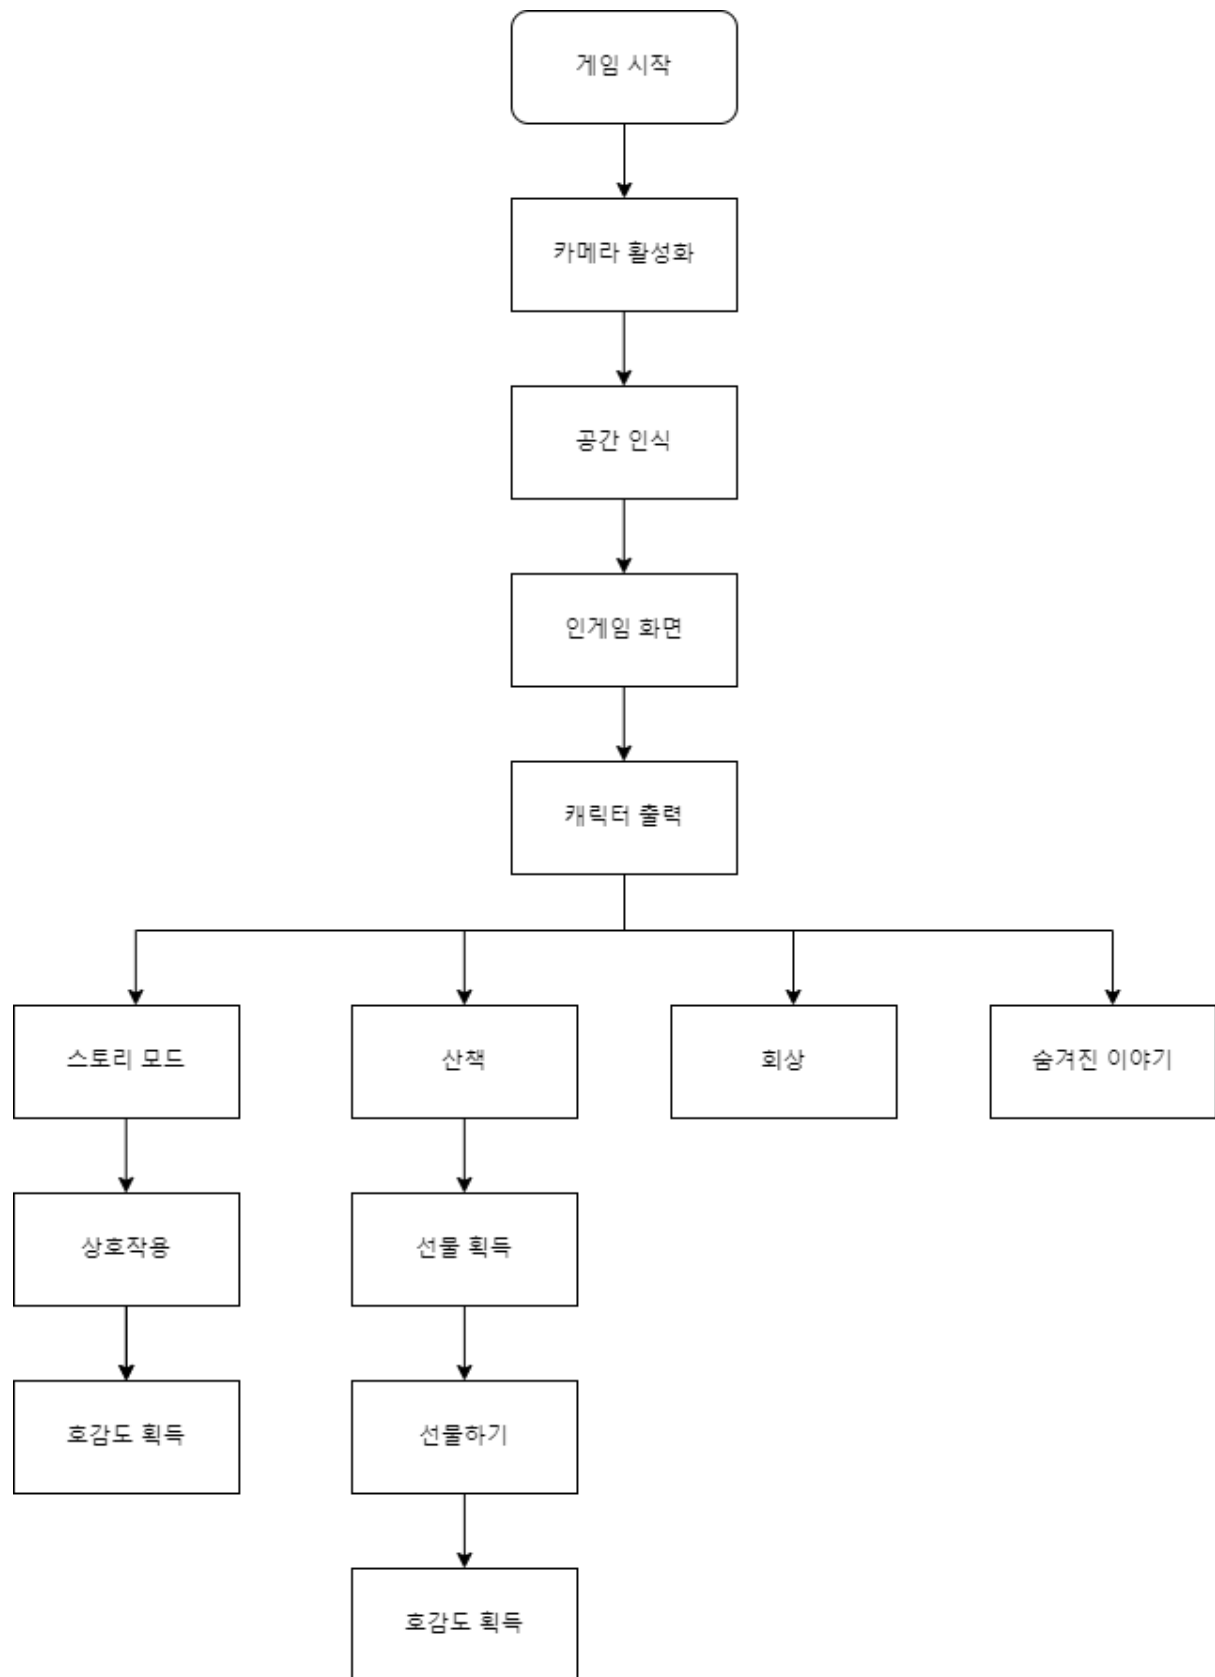 게임 시작
카메라 활성화
공간 인식
인게임 화면
캐릭터 출력
스토리 모드
산책
회상
숨겨진 이야기
상호작용
선물 획득
호감도 획득
선물하기
호감도 획득